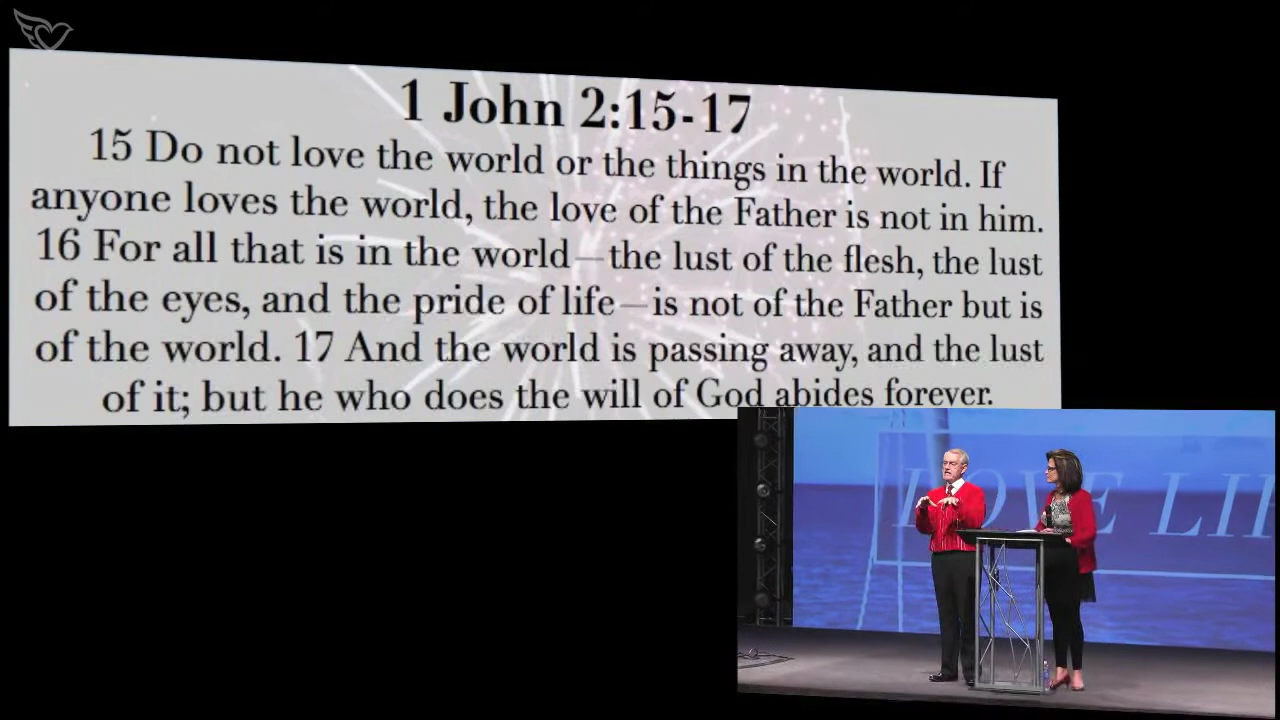 1 John 2:15-17
15 Do not love the world or the things in the world. If
anyone loves the world, the love of the Father is not in him.
16 For all that is in the world—the lust of the flesh, the lust
of the eyes, and the pride of life—is not of the Father but is
of the world. 17 And the world is passing away, and the lust
of it; but he who does the will of God abides forever.
LOVE LI